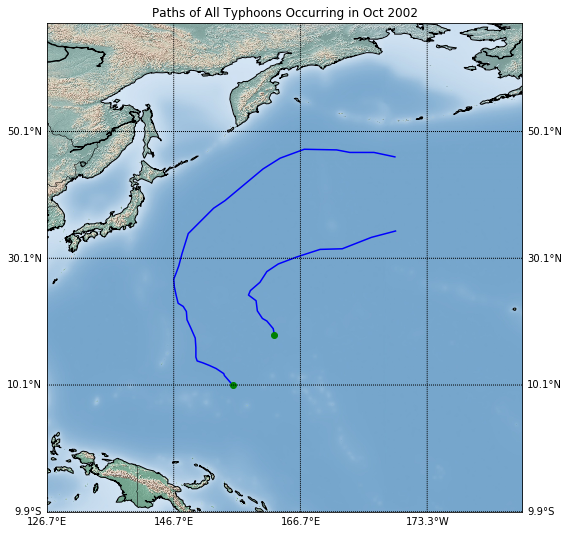 Paths of All Typhoons Occurring in Oct 2002
50.1°N 50.1°N
30.1°N 30.1°N
10.1°N 10.1°N
9.9°S 9.9°S
126.7°E 146.7°E 166.7°E 173.3°W